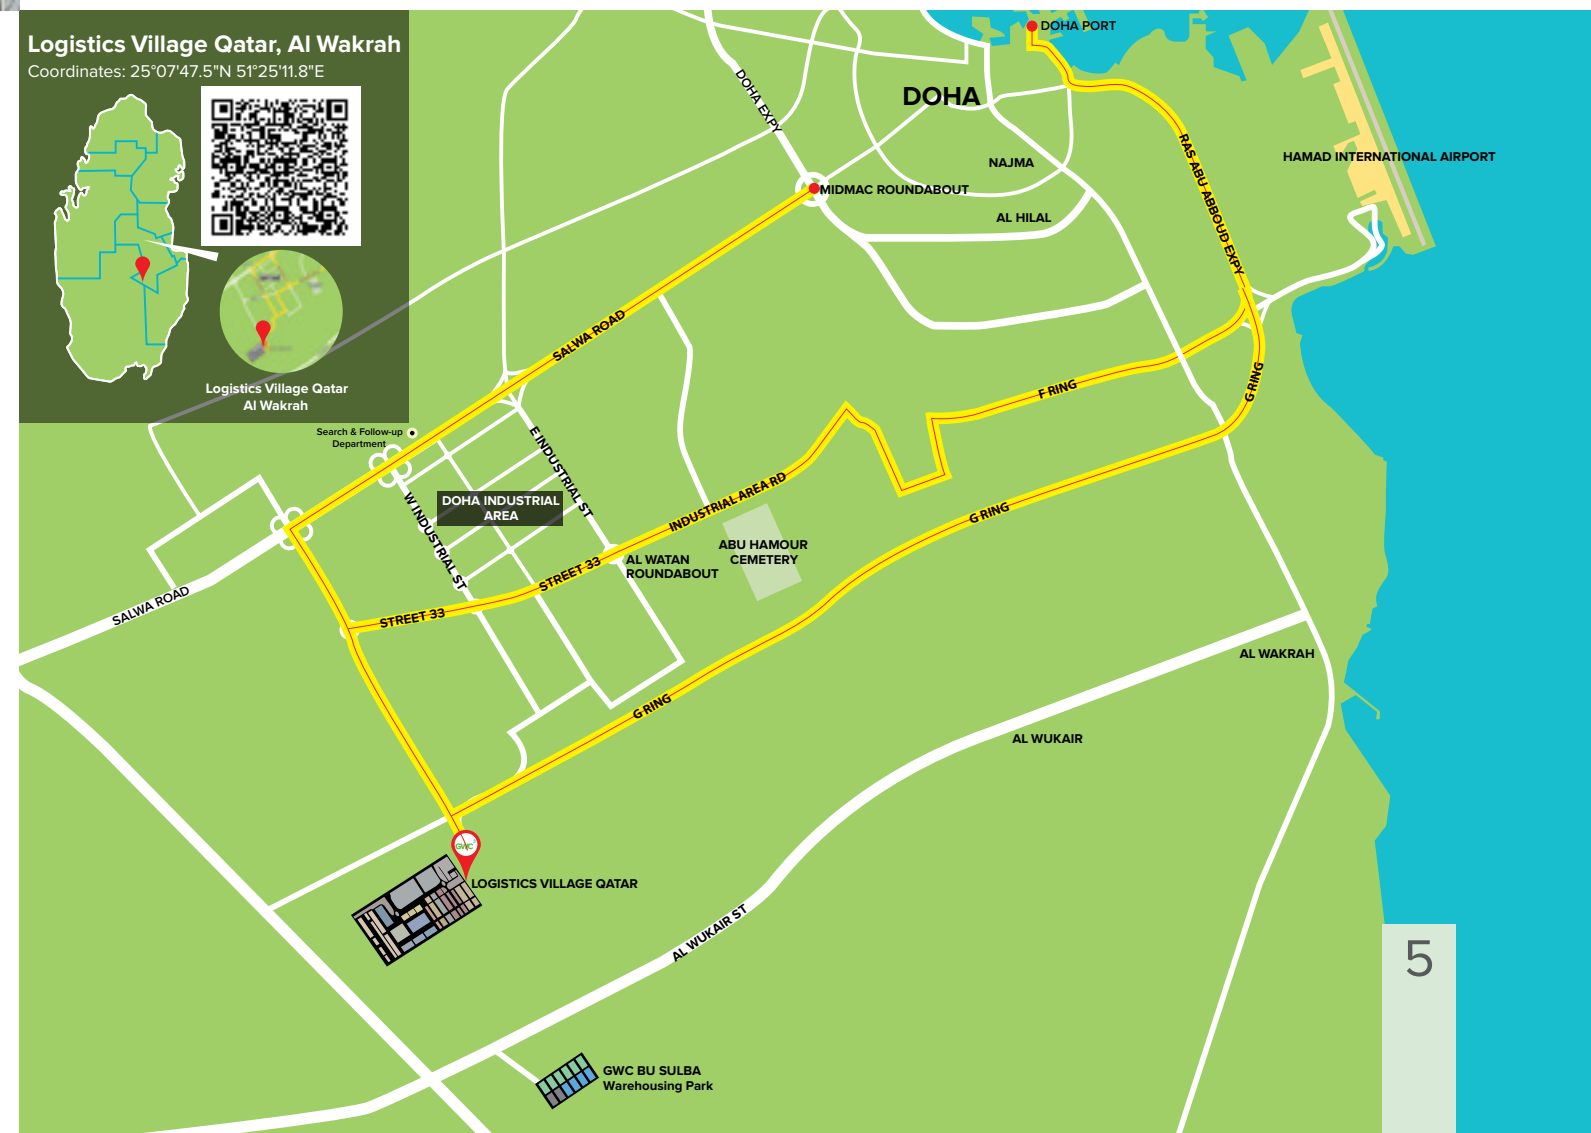 Logistics Village Qatar, Al Wakrah
Coordinates: 25°07'47.5"N 51°25'11.8"E
Logistics Village Qatar
Al Wakrah
DOHA PORT
DOHA EXPY
DOHA
NAJMA
RAS ABU ABBOUD EXPY
HAMAD INTERNATIONAL AIRPORT
MIDMAC ROUNDABOUT
AL HILAL
SALWA ROAD
F RING
G RING
Search & Follow-up
Department
E INDUSTRIAL ST
W INDUSTRIAL ST
DOHA INDUSTRIAL
AREA
INDUSTRIAL AREA RD
G RING
ABU HAMOUR
CEMETERY
AL WATAN
ROUNDABOUT
STREET 33
STREET 33
SALWA ROAD
AL WAKRAH
G RING
AL WUKAIR
GWC
LOGISTICS VILLAGE QATAR
AL WUKAIR ST
5
GWC BU SULBA
Warehousing Park